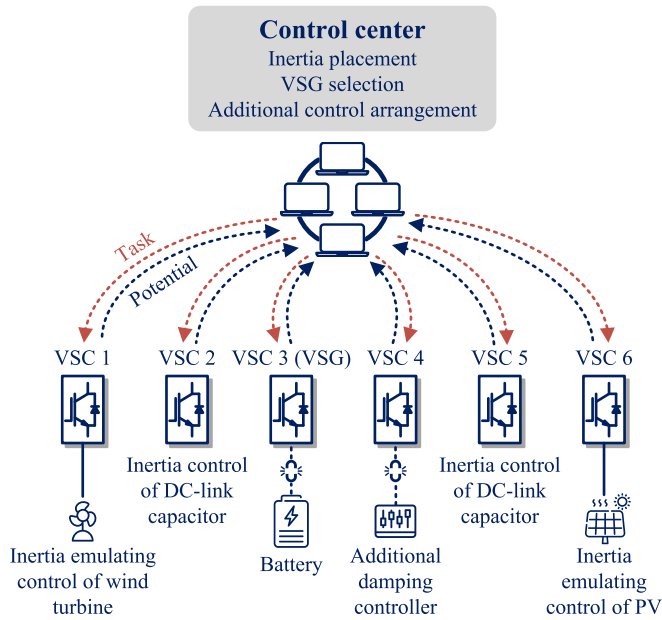 Control center
Inertia placement
VSG selection
Additional control arrangement
Task
Potential
VSC 1
VSC 2
VSC 3 (VSG)
VSC 4
VSC 5
VSC 6
Inertia control
of DC-link
capacitor
Inertia control
of DC-link
capacitor
Inertia emulating
control of wind
turbine
Battery
Additional
damping
controller
Inertia
emulating
control of PV